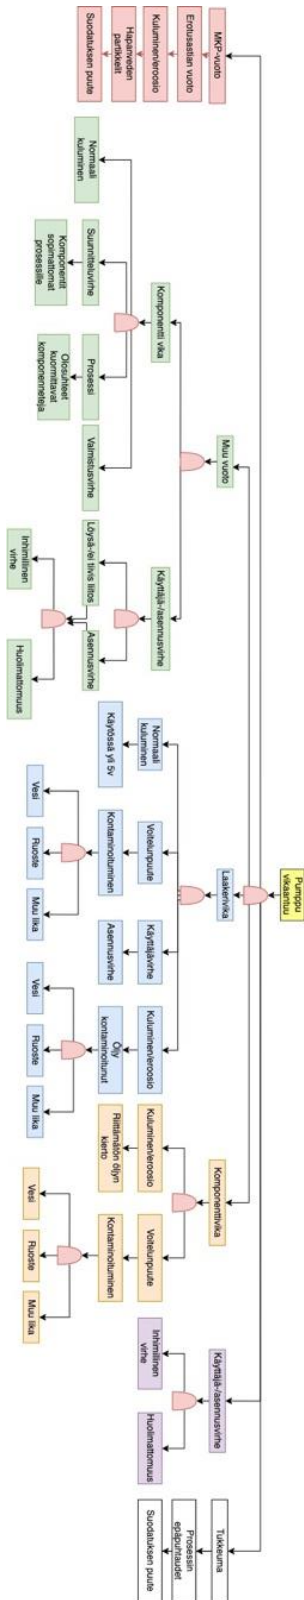 Pumppu
vikaantuu
MKP-vuoto
Erotusastian vuoto
Kuluminen/eroosio
Hapanveden
partikkelit
Suodatuksen puute
Muu vuoto
Komponentti vika
Normaali
kuluminen
Suunnitteluvirhe
Komponentit
sopimattomat
prosessille
Prosessi
Olosuhteet
kuormittavat
komponenneteja
Valmistusvirhe
Käyttäjä-/asennusvirhe
Löysä-/ei tiivis liitos
Asennusvirhe
Inhimillinen
virhe
Huolimattomuus
Laakerivika
Normaali
kuluminen
Käytössä yli 5v
Voitelunpuute
Kontaminoituminen
Vesi
Ruoste
Muu lika
Käyttäjävirhe
Asennusvirhe
Kuluminen/eroosio
Öljy
kontaminoitunut
Vesi
Ruoste
Muu lika
Komponenttivika
Kuluminen/eroosio
Riittämätön öljyn
kierto
Voitelunpuute
Kontaminoituminen
Vesi
Ruoste
Muu lika
Käyttäjä-/asennusvirhe
Inhimillinen
virhe
Huolimattomuus
Tukkeuma
Prosessin
epäpuhtaudet
Suodatuksen puute